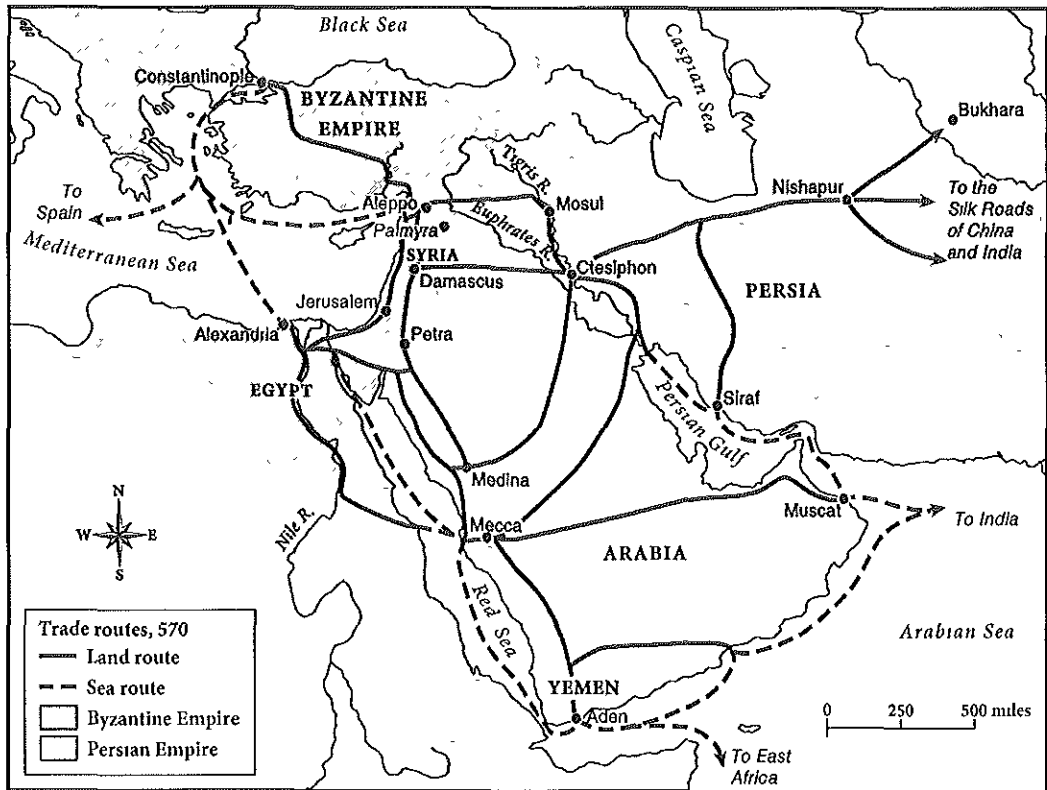 Black Sea
Caspian Sea
Constantinople
BYZANTINE
EMPIRE
Bukhara
Tigris R.
To
Spain
Aleppo
Mosul
Nishapur
To the
Silk Roads
of China
and India
Euphrates R.
Palmyra
Mediterranean Sea
SYRIA
Damascus
Ctesiphon
PERSIA
Jerusalem
Alexandria
Petra
EGYPT
Siraf
Persian Gulf
Medina
Muscat
To India
N
W E
S
Nile R.
Mecca
ARABIA
Red Sea
Arabian Sea
Trade routes, 570
Land route
Sea route
Byzantine Empire
Persian Empire
YEMEN
Aden
0 250 500 miles
To East
Africa